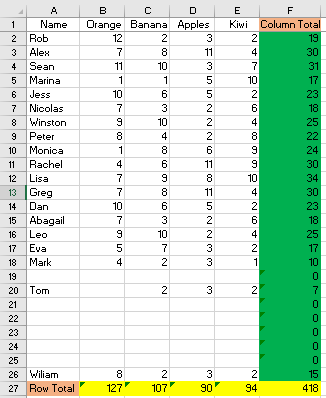 A B C D E F
1 Name Orange Banana Apples Kiwi Column Total
2 Rob 12 2 3 2 19
3 Alex 7 8 11 4 30
4 Sean 11 10 3 7 31
5 Marina 1 1 5 10 17
6 Jess 10 6 5 2 23
7 Nicolas 7 3 2 6 18
8 Winston 9 10 2 4 25
9 Peter 8 4 2 8 22
10 Monica 1 8 6 9 24
11 Rachel 4 6 11 9 30
12 Lisa 7 9 8 10 34
13 Greg 7 8 11 4 30
14 Dan 10 6 5 2 23
15 Abagail 7 3 2 6 18
16 Leo 9 10 2 4 25
17 Eva 5 7 3 2 17
18 Mark 4 2 3 1 10
19 0
20 Tom 2 3 2 7
21 0
22 0
23 0
24 0
25 0
26 Wiliam 8 2 3 2 15
27 Row Total 127 107 90 94 418